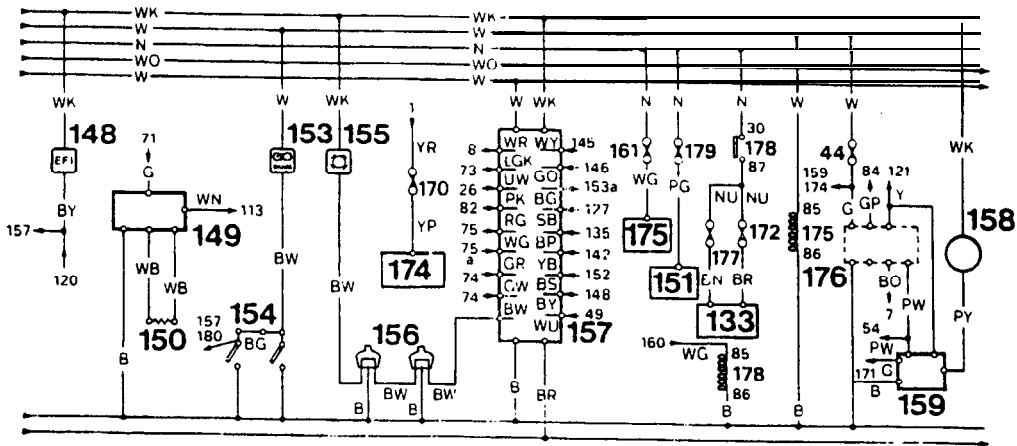 WK WK
W W
N N N
WO WO WO
W W W
WK W WK 1 W WK N N N W W WK
148 71 153 155 YR 30
EFI G 8 WR WY 145 161 179 178 44
73 LGK GO 146 87 159 84 121
BY WN 113 170 26 UW BG 153a WG PG NU NU 174 GP Y
157 149 YP 82 PK SB 127 85 G 158
75 RG BP 135 175 172 175
120 WB BW 174 75 a WG YB 142 177 86 176
WB BW 74 GR BS 152 151 BN BR BO PW PY
74 GW BY 148 7
157 154 156 BW WU 49 133 54
180 BG 157 160 WG 85 PW
150 178 171 G
B BW BW 86 B 159
B B B BR B B